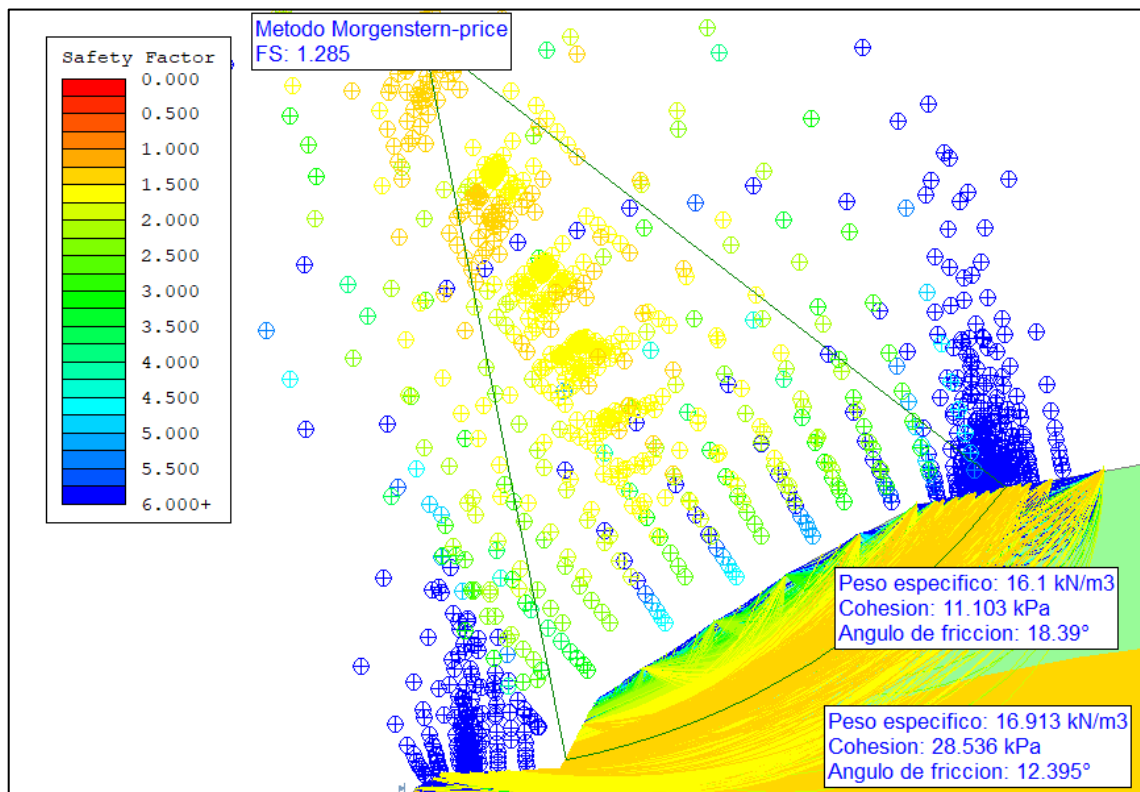 Metodo Morgenstern-price
FS: 1.285
Safety Factor
0.000
0.500
1.000
1.500
2.000
2.500
3.000
3.500
4.000
4.500
5.000
5.500
6.000+
Peso especifico: 16.1 kN/m3
Cohesion: 11.103 kPa
Angulo de friccion: 18.39°
Peso especifico: 16.913 kN/m3
Cohesion: 28.536 kPa
Angulo de friccion: 12.395°